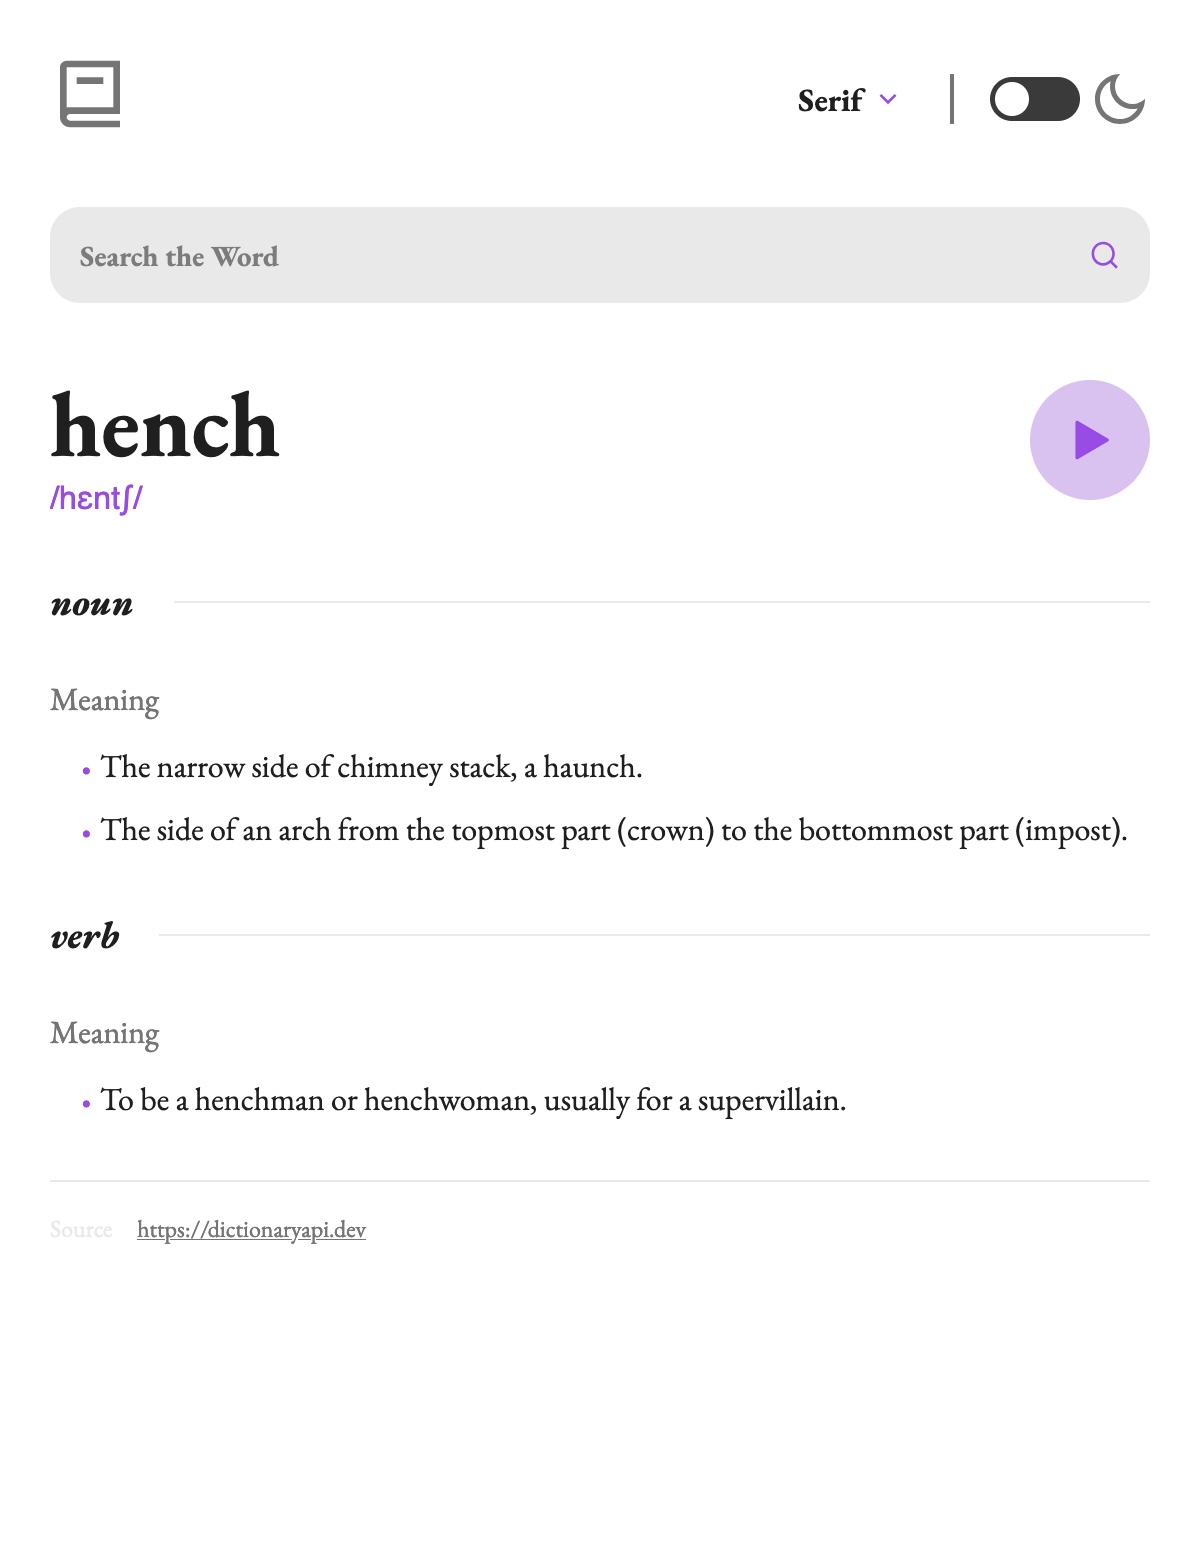 Serif
Search the Word
hench
/hɛntʃ/
noun
Meaning
• The narrow side of chimney stack, a haunch.
• The side of an arch from the topmost part (crown) to the bottommost part (impost).
verb
Meaning
• To be a henchman or henchwoman, usually for a supervillain.
Source https://dictionaryapi.dev